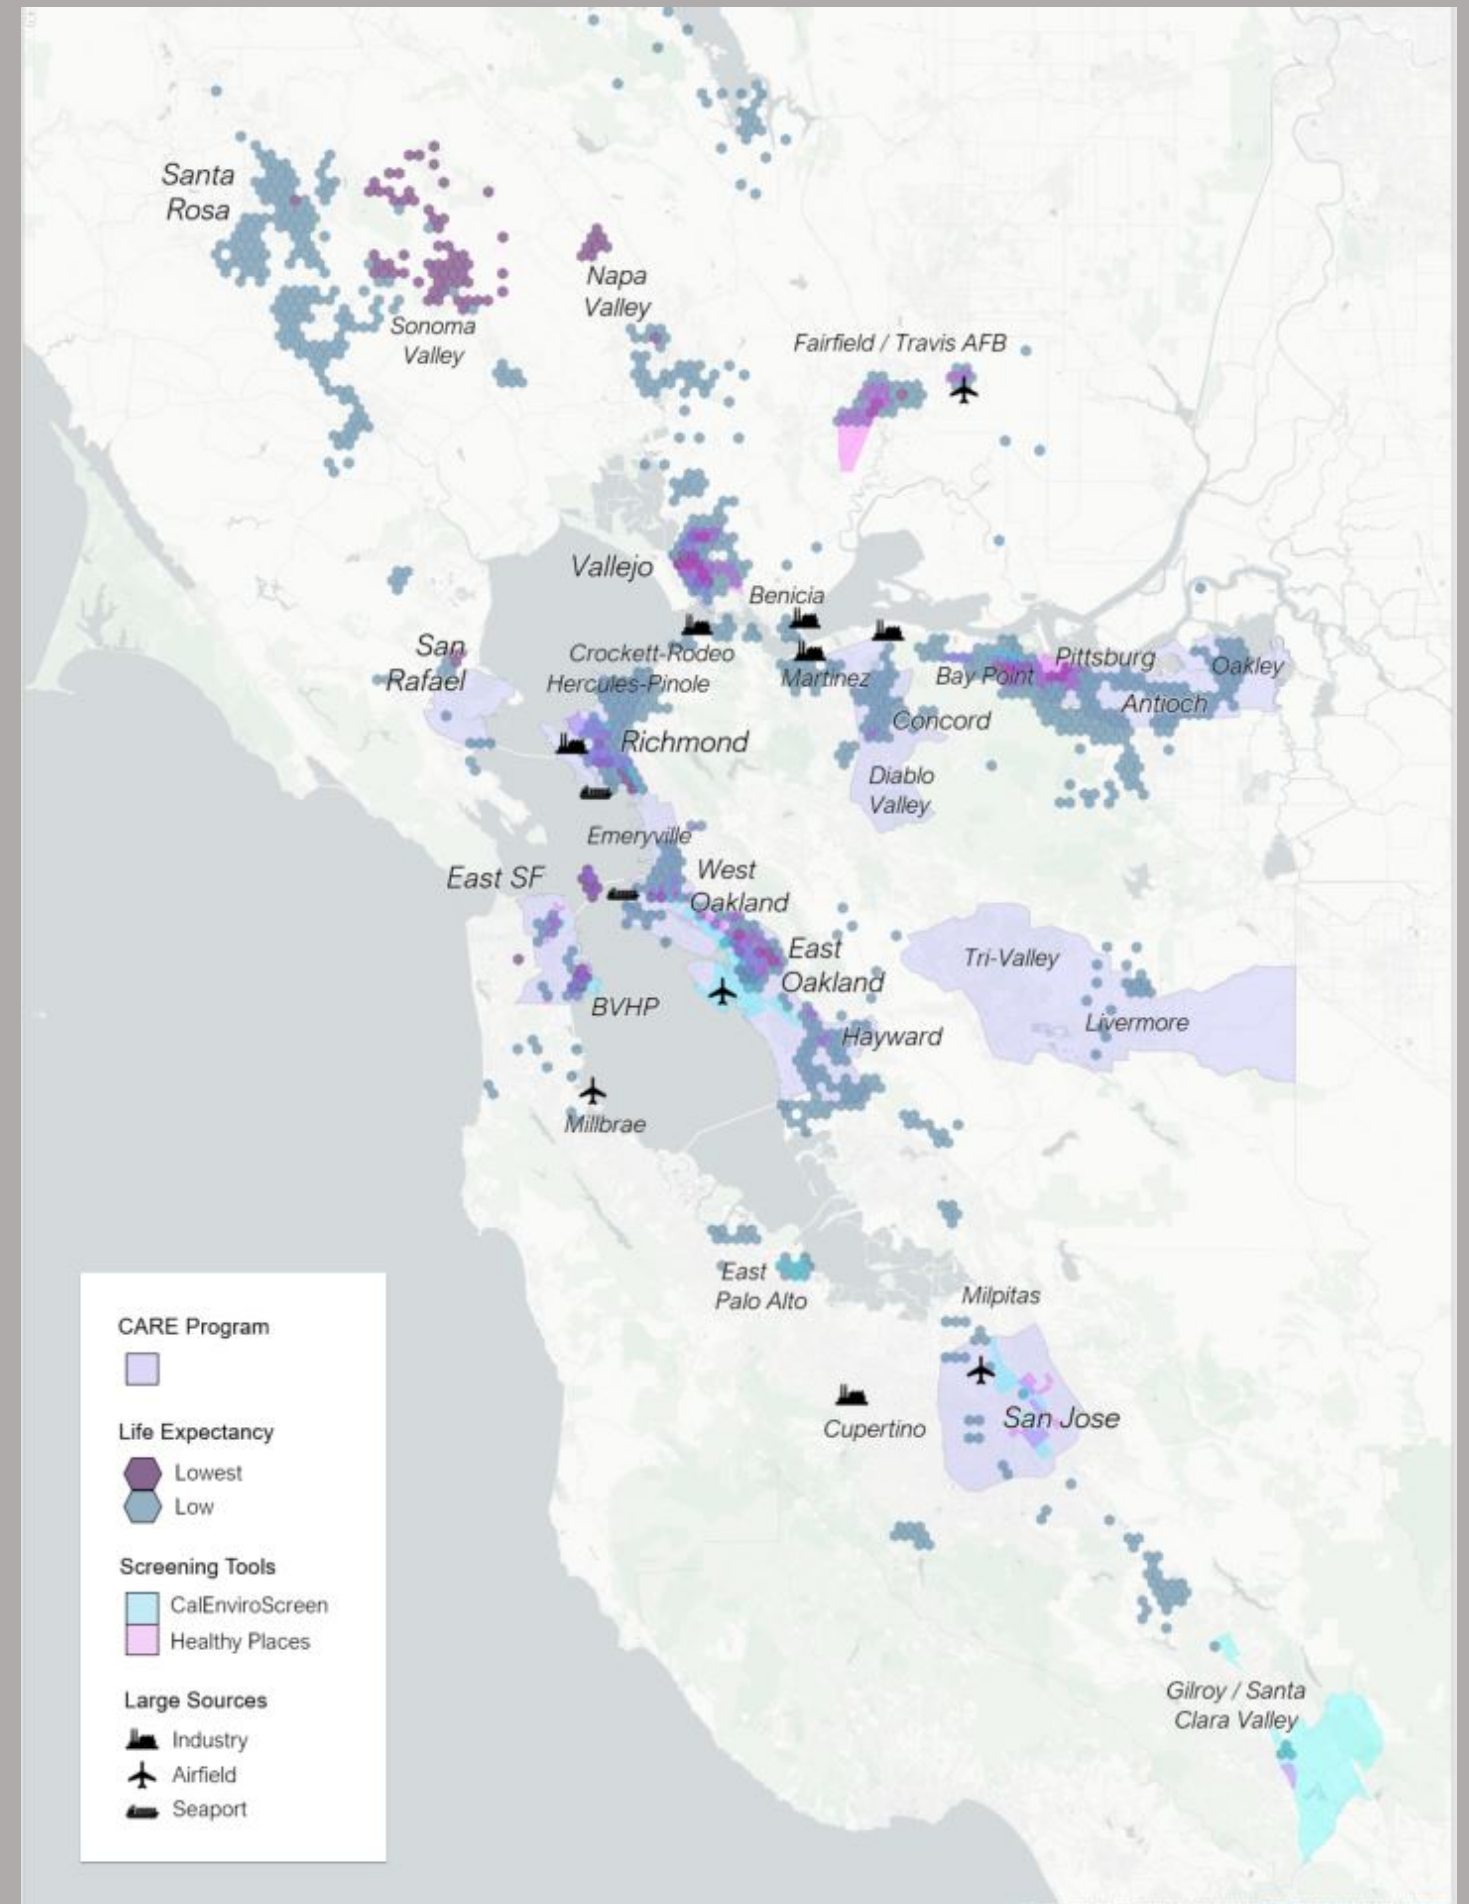 Santa
Rosa
Sonoma
Valley
Napa
Valley
Fairfield / Travis AFB
Vallejo
Benicia
San
Rafael
Crockett-Rodeo
Hercules-Pinole
Martinez
Bay Point
Pittsburg
Oakley
Antioch
Concord
Richmond
Diablo
Valley
Emeryville
East SF
West
Oakland
East
Oakland
BVHP
Tri-Valley
Livermore
Hayward
Millbrae
East
Palo Alto
Milpitas
Cupertino
San Jose
Gilroy / Santa
Clara Valley
CARE Program
Life Expectancy
Lowest
Low
Screening Tools
CalEnviroScreen
Healthy Places
Large Sources
Industry
Airfield
Seaport